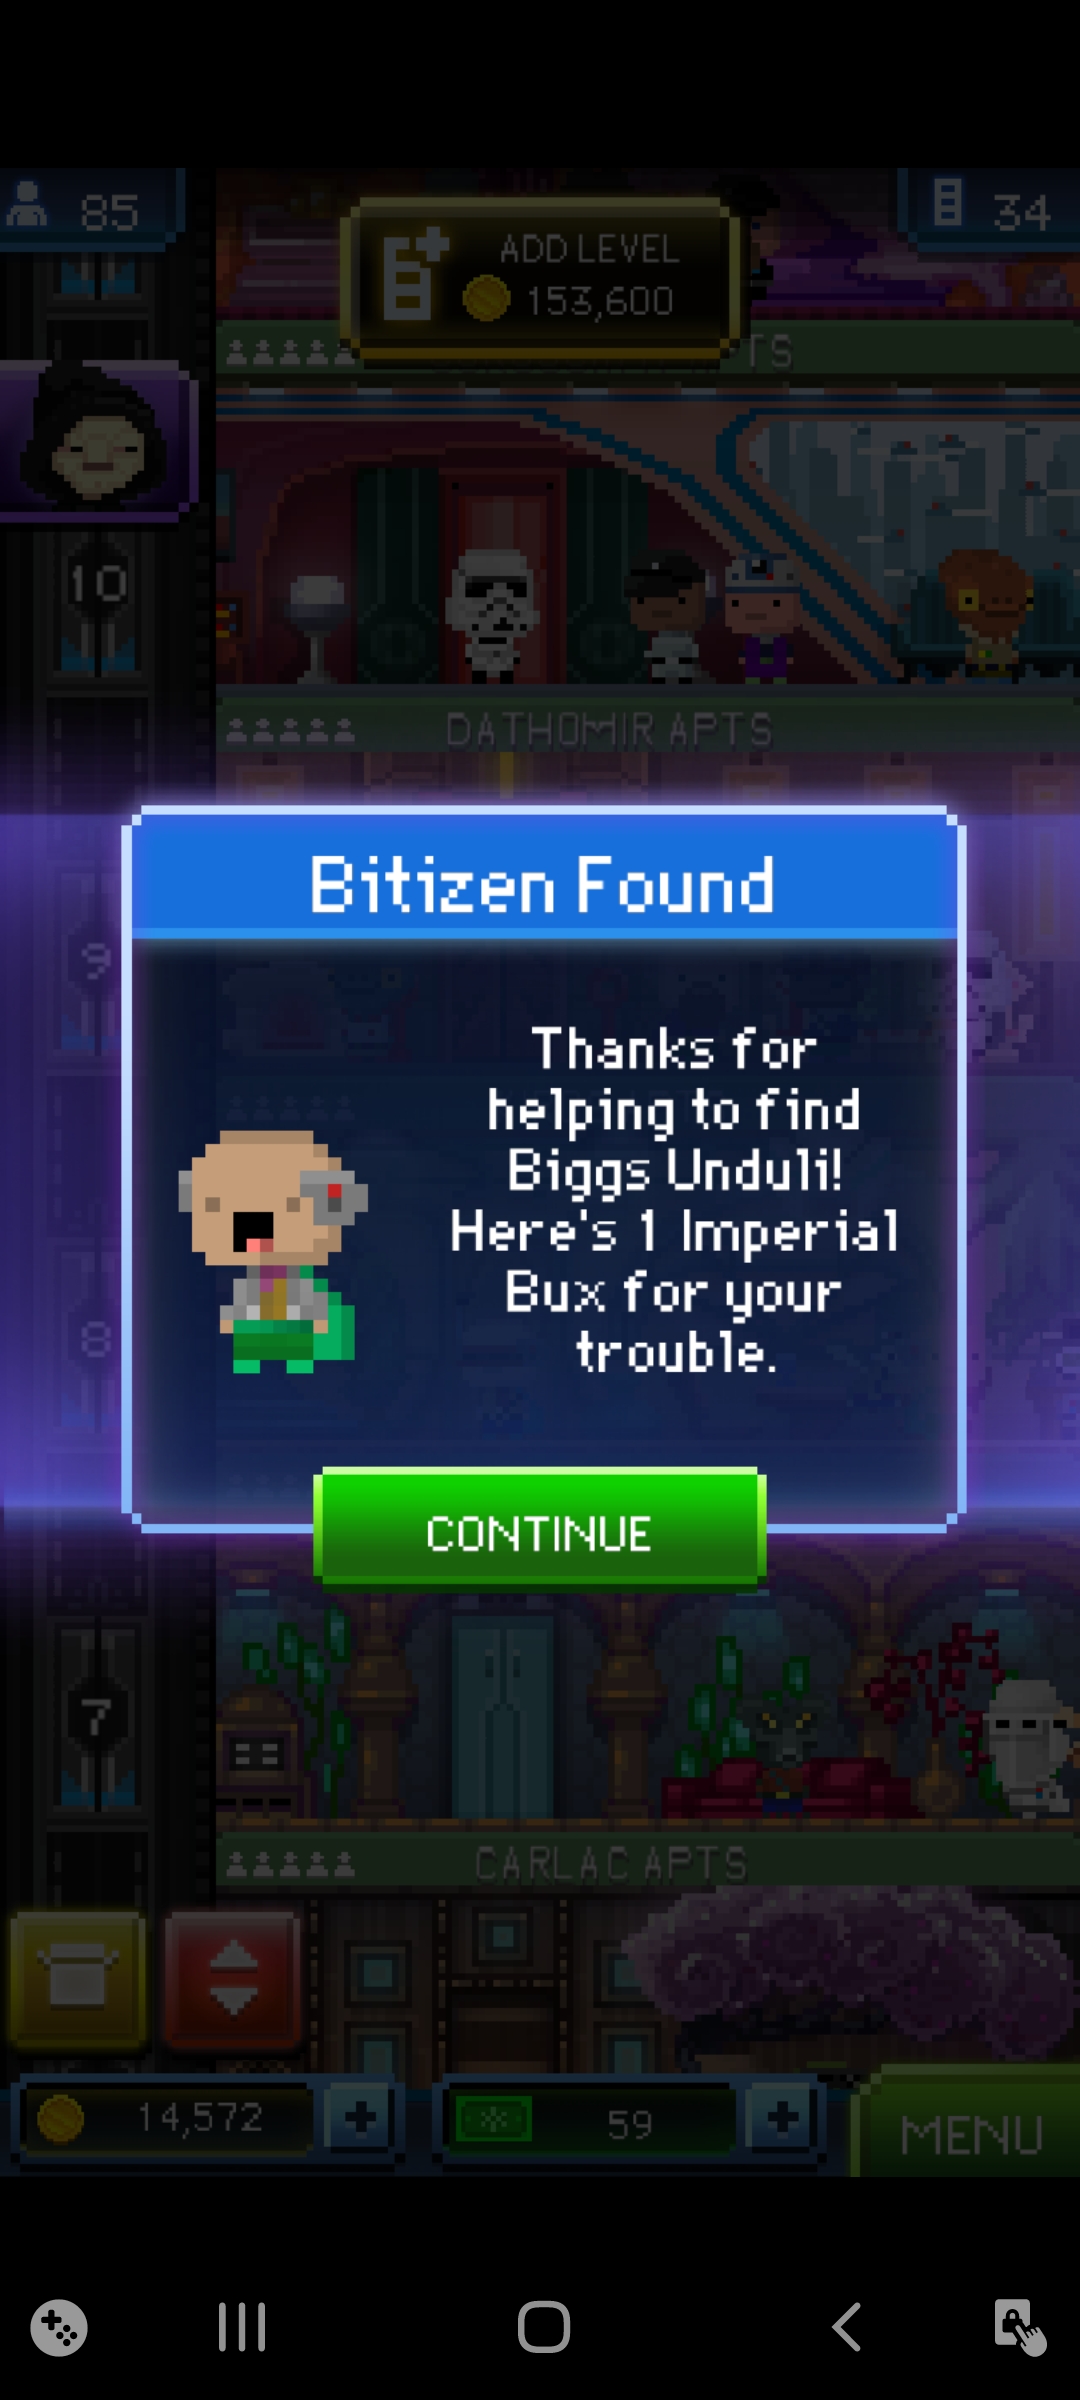 85
ADD LEVEL
153,600
34
PTS
10
DATHOMIR APTS
Bitizen Found
9
Thanks for
helping to find
Biggs Unduli!
Here's 1 Imperial
Bux for your
trouble.
8
CONTINUE
7
CARLAC APTS
14,572
59
MENU